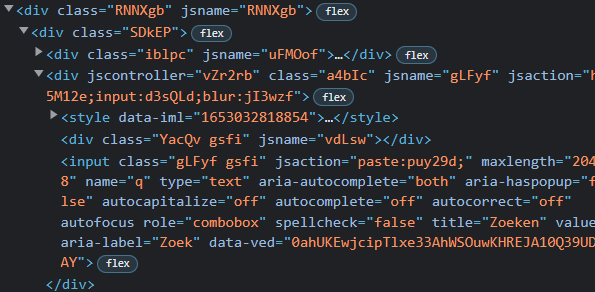 <div class="RNNXgb" jsname="RNNXgb"> flex
<div class="SDkEP"> flex
<div class="iblpc" jsname="uFMOof">…</div> flex
<div jscontroller="vZr2rb" class="a4bIc" jsname="gLFyf" jsaction="h
5M12e;input:d3sQLd;blur:jI3wzf"> flex
<style data-iml="1653032818854">…</style>
<div class="YacQv gsfi" jsname="vdLsw"></div>
<input class="gLFyf gsfi" jsaction="paste:puy29d;" maxlength="204
8" name="q" type="text" aria-autocomplete="both" aria-haspopup="f
lse" autocapitalize="off" autocomplete="off" autocorrect="off"
autofocus role="combobox" spellcheck="false" title="Zoeken" value
aria-label="Zoek" data-ved="0ahUKEwjcipTlxe33AhWSOuwKHREJA10Q39UD
AY"> flex
</div>